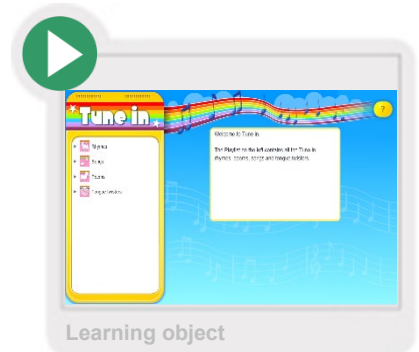 Tune in
Rhymes
Songs
Poems
Tongue twisters
?
Welcome to Tune in
The Playlist on the left contains all the Tune in
rhymes, poems, songs and tongue twisters.
Learning object